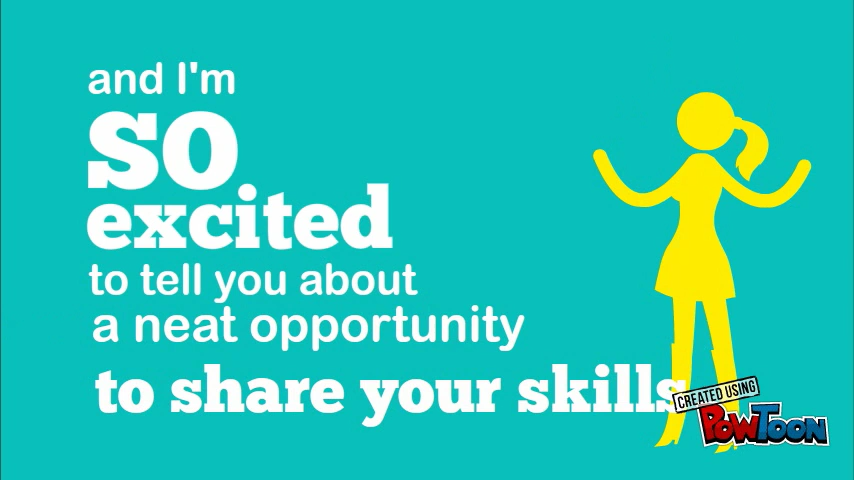 and I'm
SO
excited
to tell you about
a neat opportunity
to share your skills
CREATED USING
POWTOON